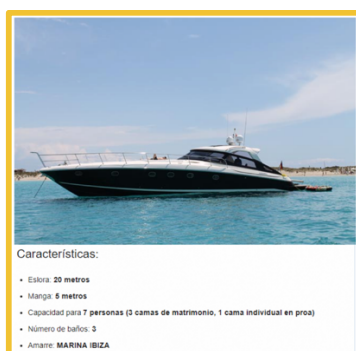 Características:
Eslora: 20 metros
Manga: 5 metros
Capacidad para 7 personas (3 camas de matrimonio, 1 cama individual en proa)
Número de baños: 3
Amarre: MARINA IBIZA